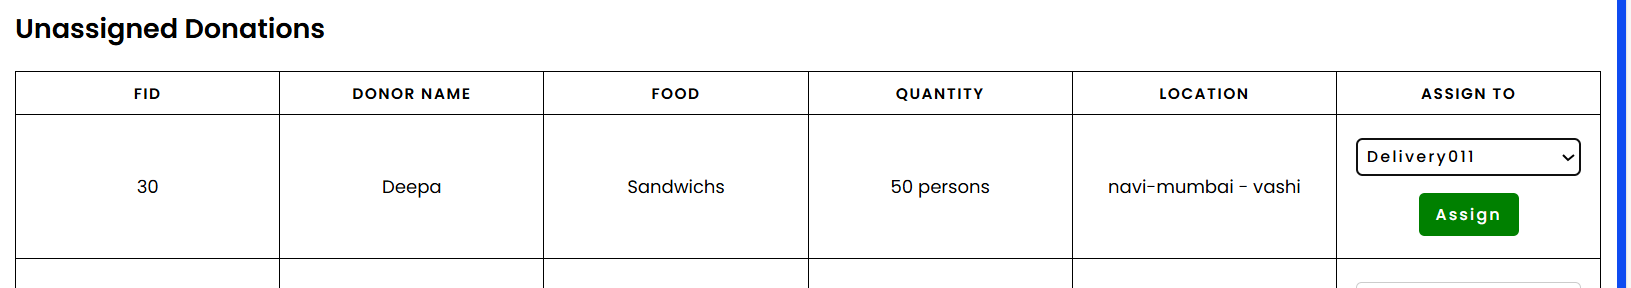 Unassigned Donations
FID DONOR NAME FOOD QUANTITY LOCATION ASSIGN TO
30 Deepa Sandwichs 50 persons navi-mumbai - vashi Delivery011
Assign